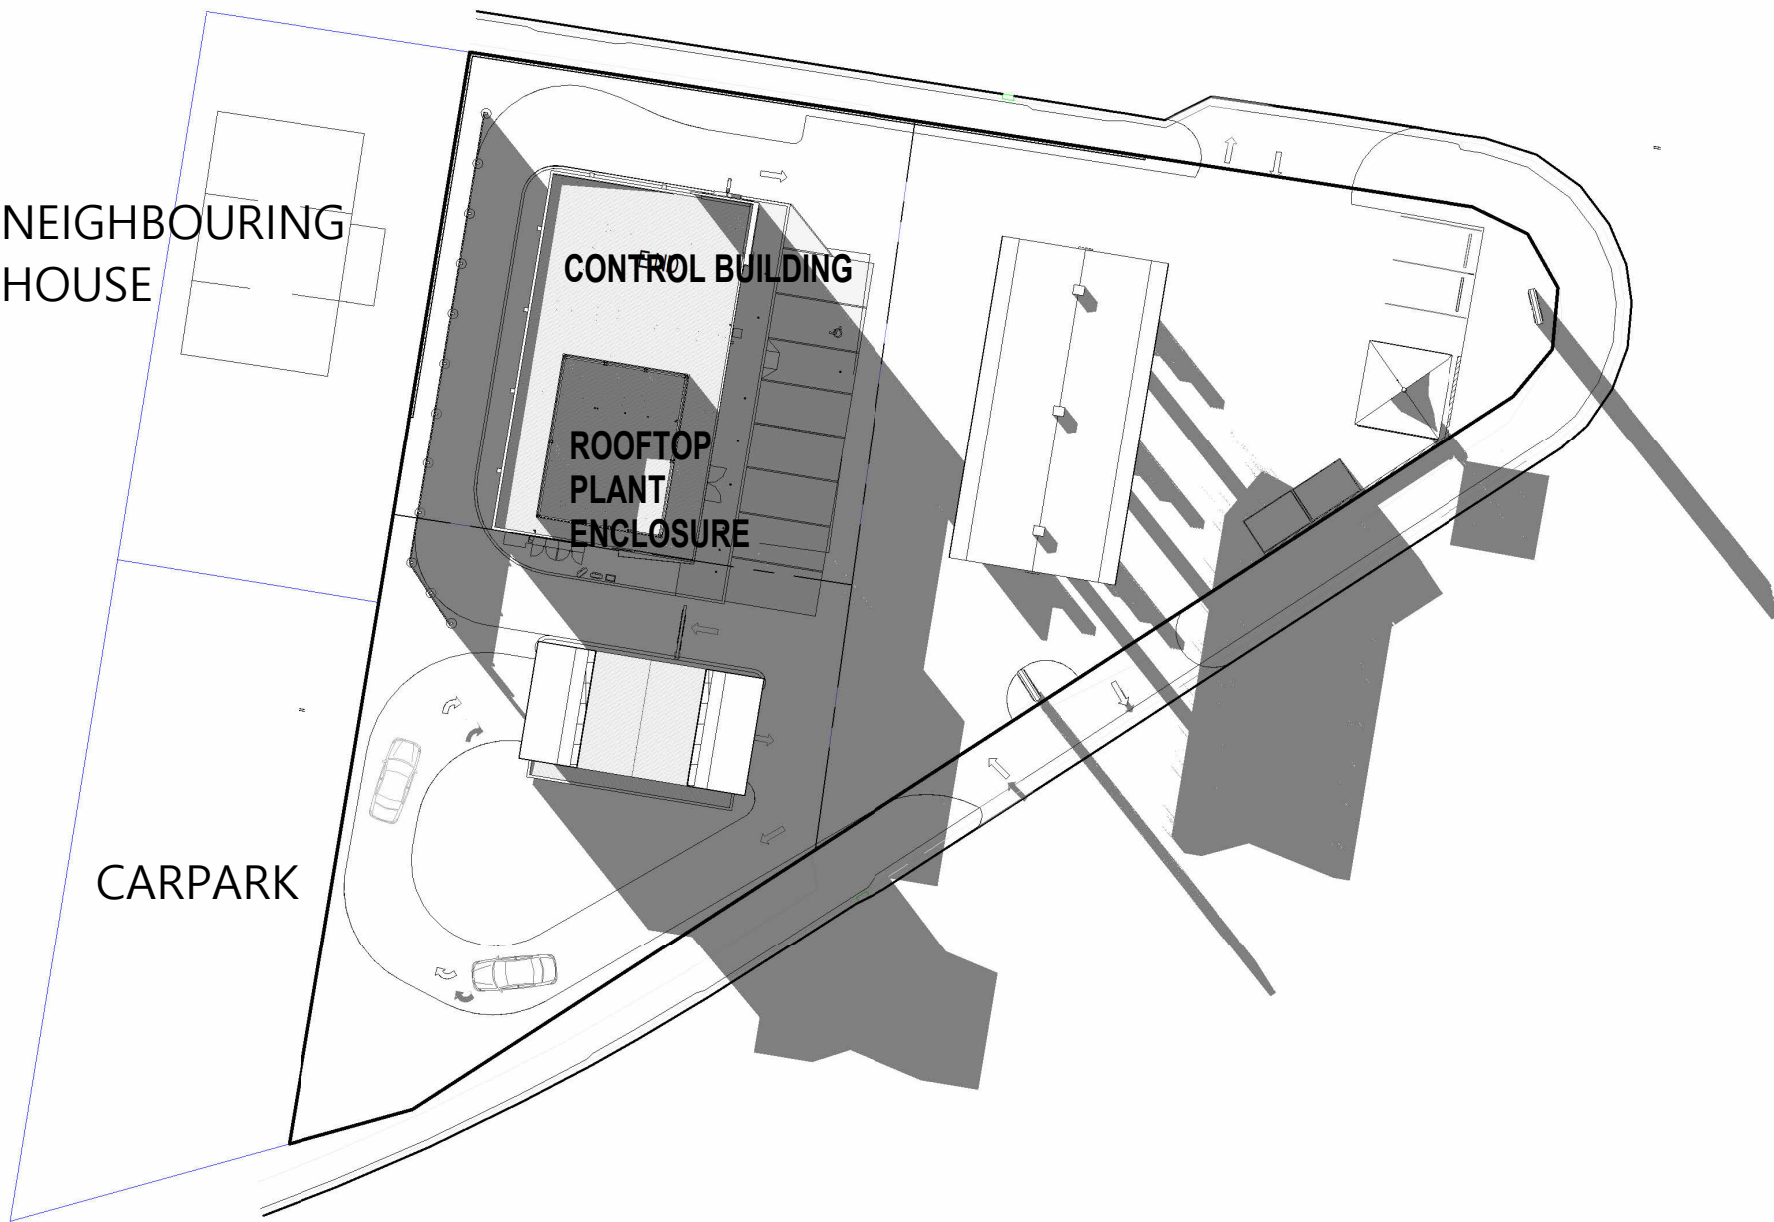 NEIGHBOURING
HOUSE
CONTROL BUILDING
ROOFTOP
PLANT
ENCLOSURE
CARPARK